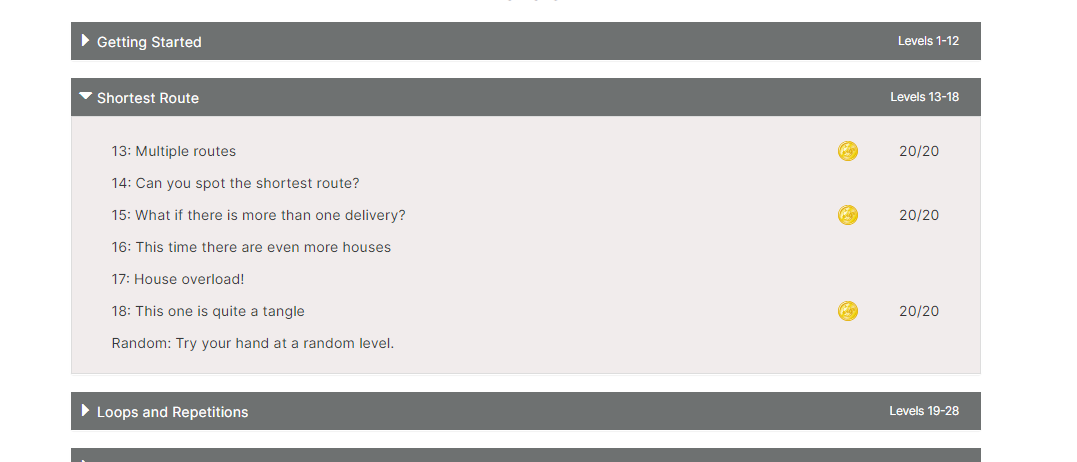 Getting Started Levels 1-12
Shortest Route Levels 13-18
13: Multiple routes 20/20
14: Can you spot the shortest route?
15: What if there is more than one delivery? 20/20
16: This time there are even more houses
17: House overload!
18: This one is quite a tangle 20/20
Random: Try your hand at a random level.
Loops and Repetitions Levels 19-28